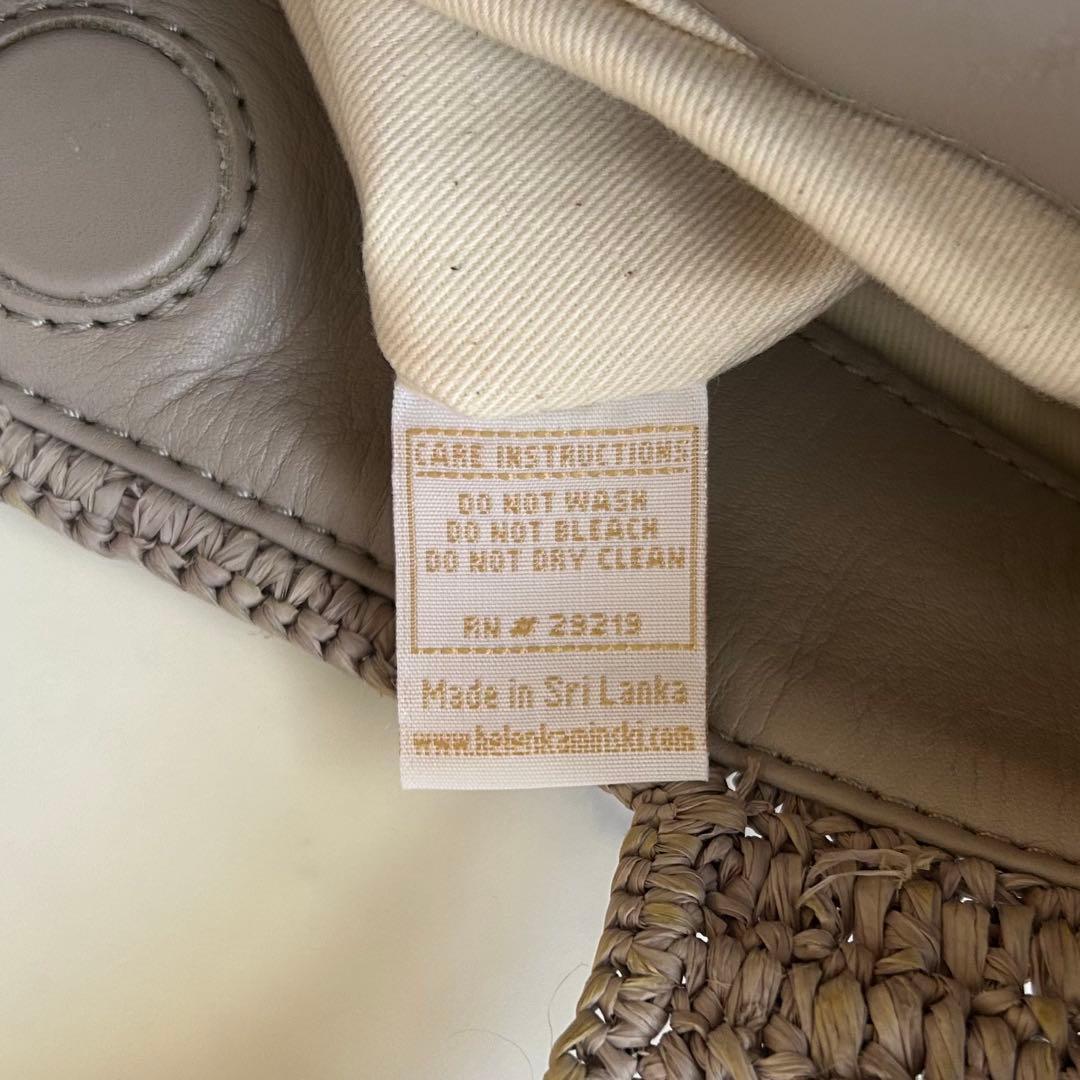 CARE INSTRUCTIONS
DO NOT WASH
DO NOT BLEACH
DO NOT DRY CLEAN
RN # 29219
Made in Sri Lanka
www.helenkaminski.com